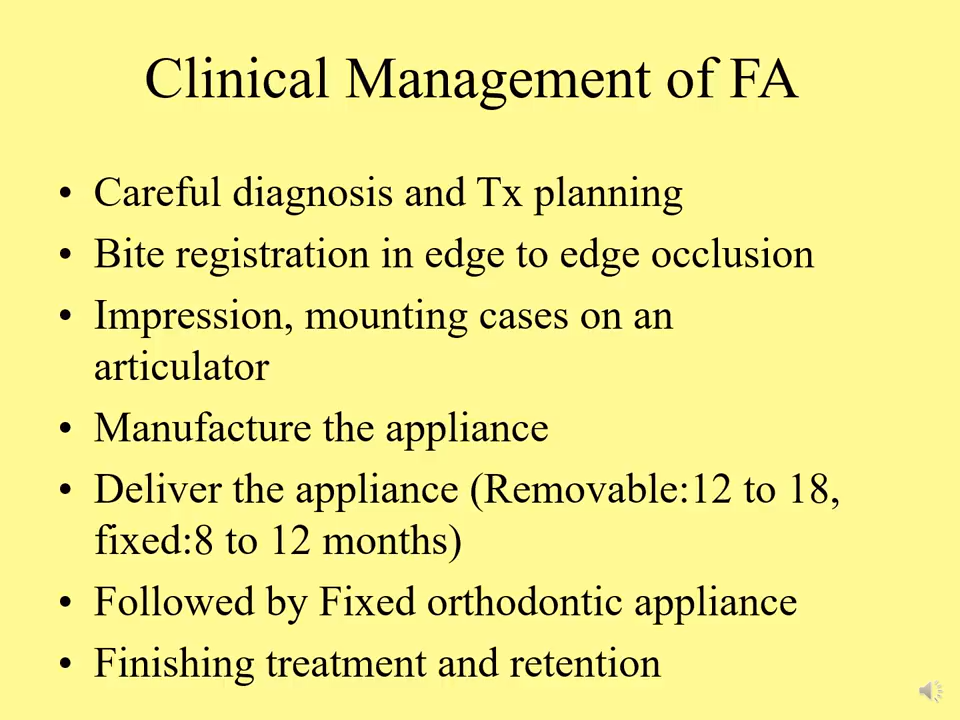 Clinical Management of FA
• Careful diagnosis and Tx planning
• Bite registration in edge to edge occlusion
• Impression, mounting cases on an
articulator
• Manufacture the appliance
• Deliver the appliance (Removable:12 to 18,
fixed:8 to 12 months)
• Followed by Fixed orthodontic appliance
• Finishing treatment and retention